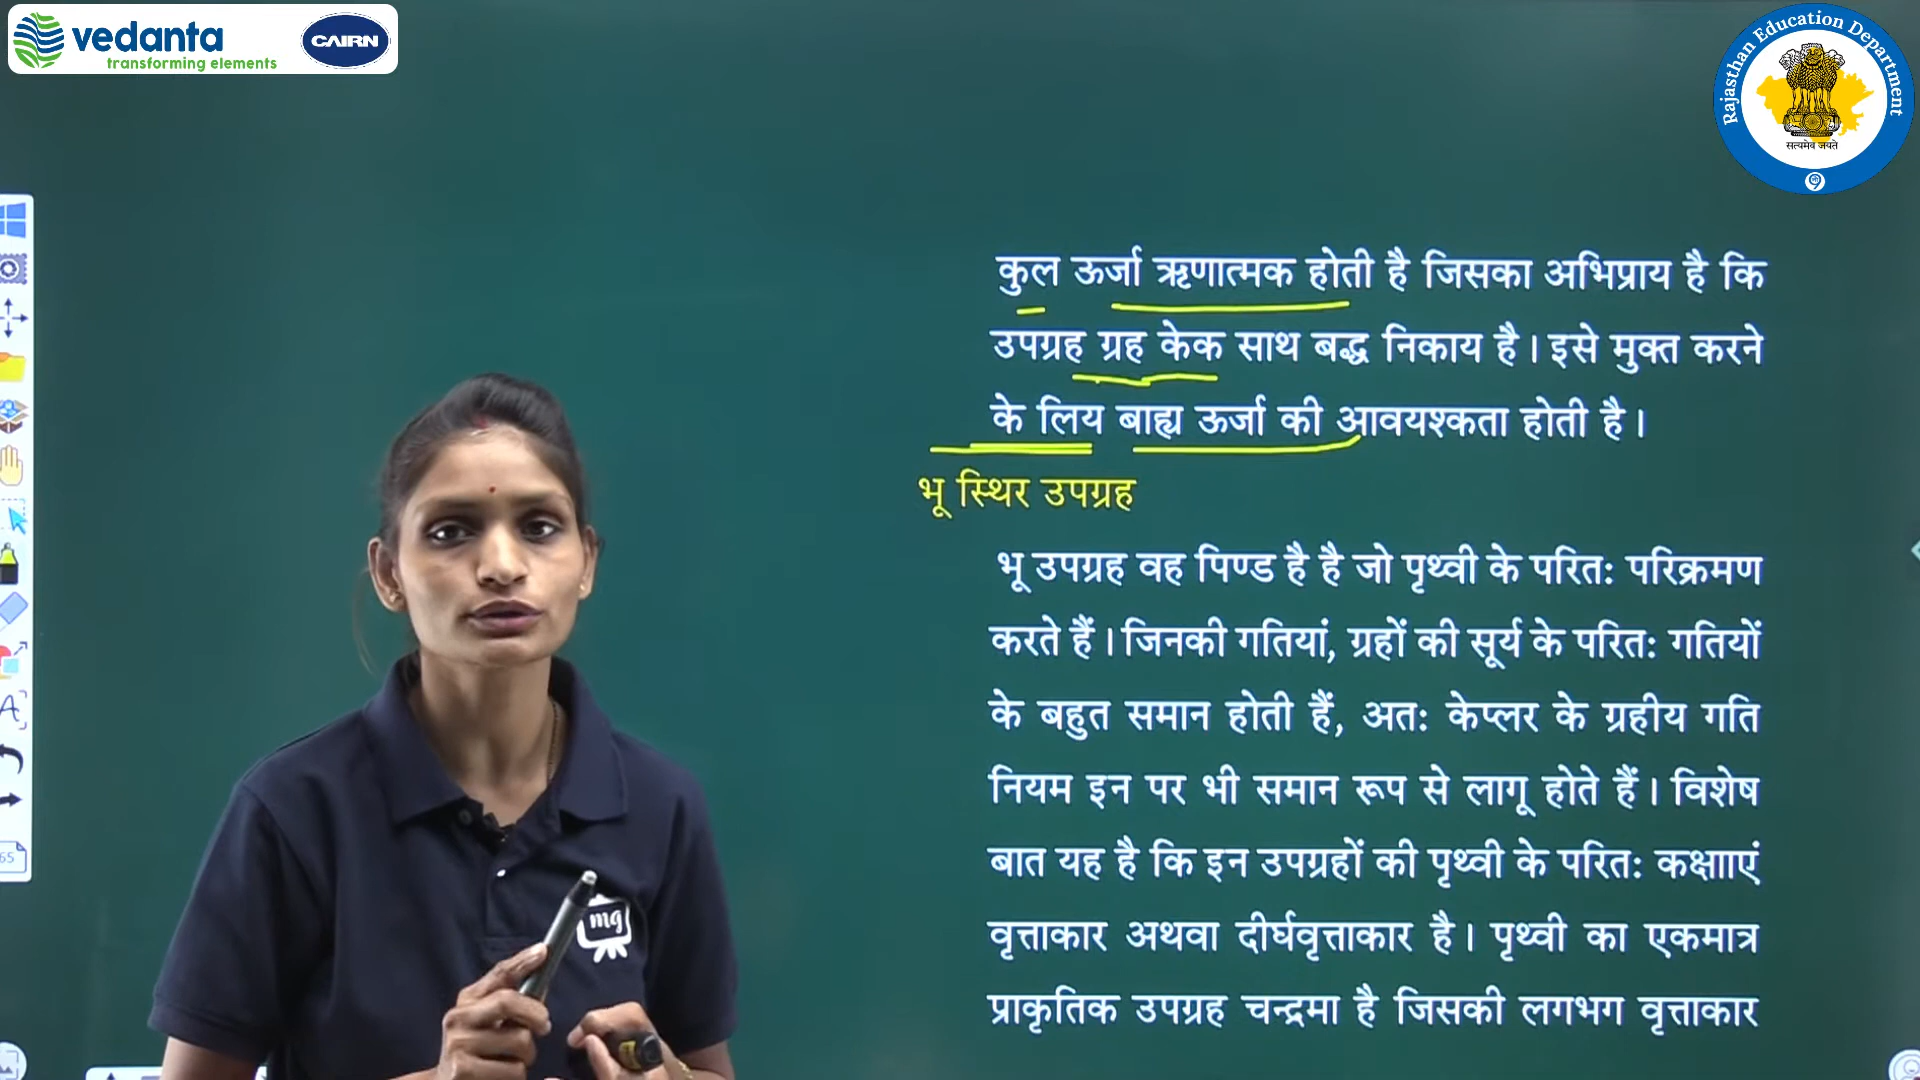 vedanta
transforming elements
CAIRN
Rajasthan Education Department
सत्यमेव जयते
कुल ऊर्जा ऋणात्मक होती है जिसका अभिप्राय है कि
उपग्रह ग्रह केक साथ बद्ध निकाय है। इसे मुक्त करने
के लिय बाह्य ऊर्जा की आवयश्कता होती है।
भू स्थिर उपग्रह
भू उपग्रह वह पिण्ड है है जो पृथ्वी के परित: परिक्रमण
करते हैं। जिनकी गतियां, ग्रहों की सूर्य के परित: गतियों
के बहुत समान होती हैं, अत: केप्लर के ग्रहीय गति
नियम इन पर भी समान रूप से लागू होते हैं। विशेष
बात यह है कि इन उपग्रहों की पृथ्वी के परित: कक्षााएं
वृत्ताकार अथवा दीर्घवृत्ताकार है। पृथ्वी का एकमात्र
प्राकृतिक उपग्रह चन्द्रमा है जिसकी लगभग वृत्ताकार
mg
65